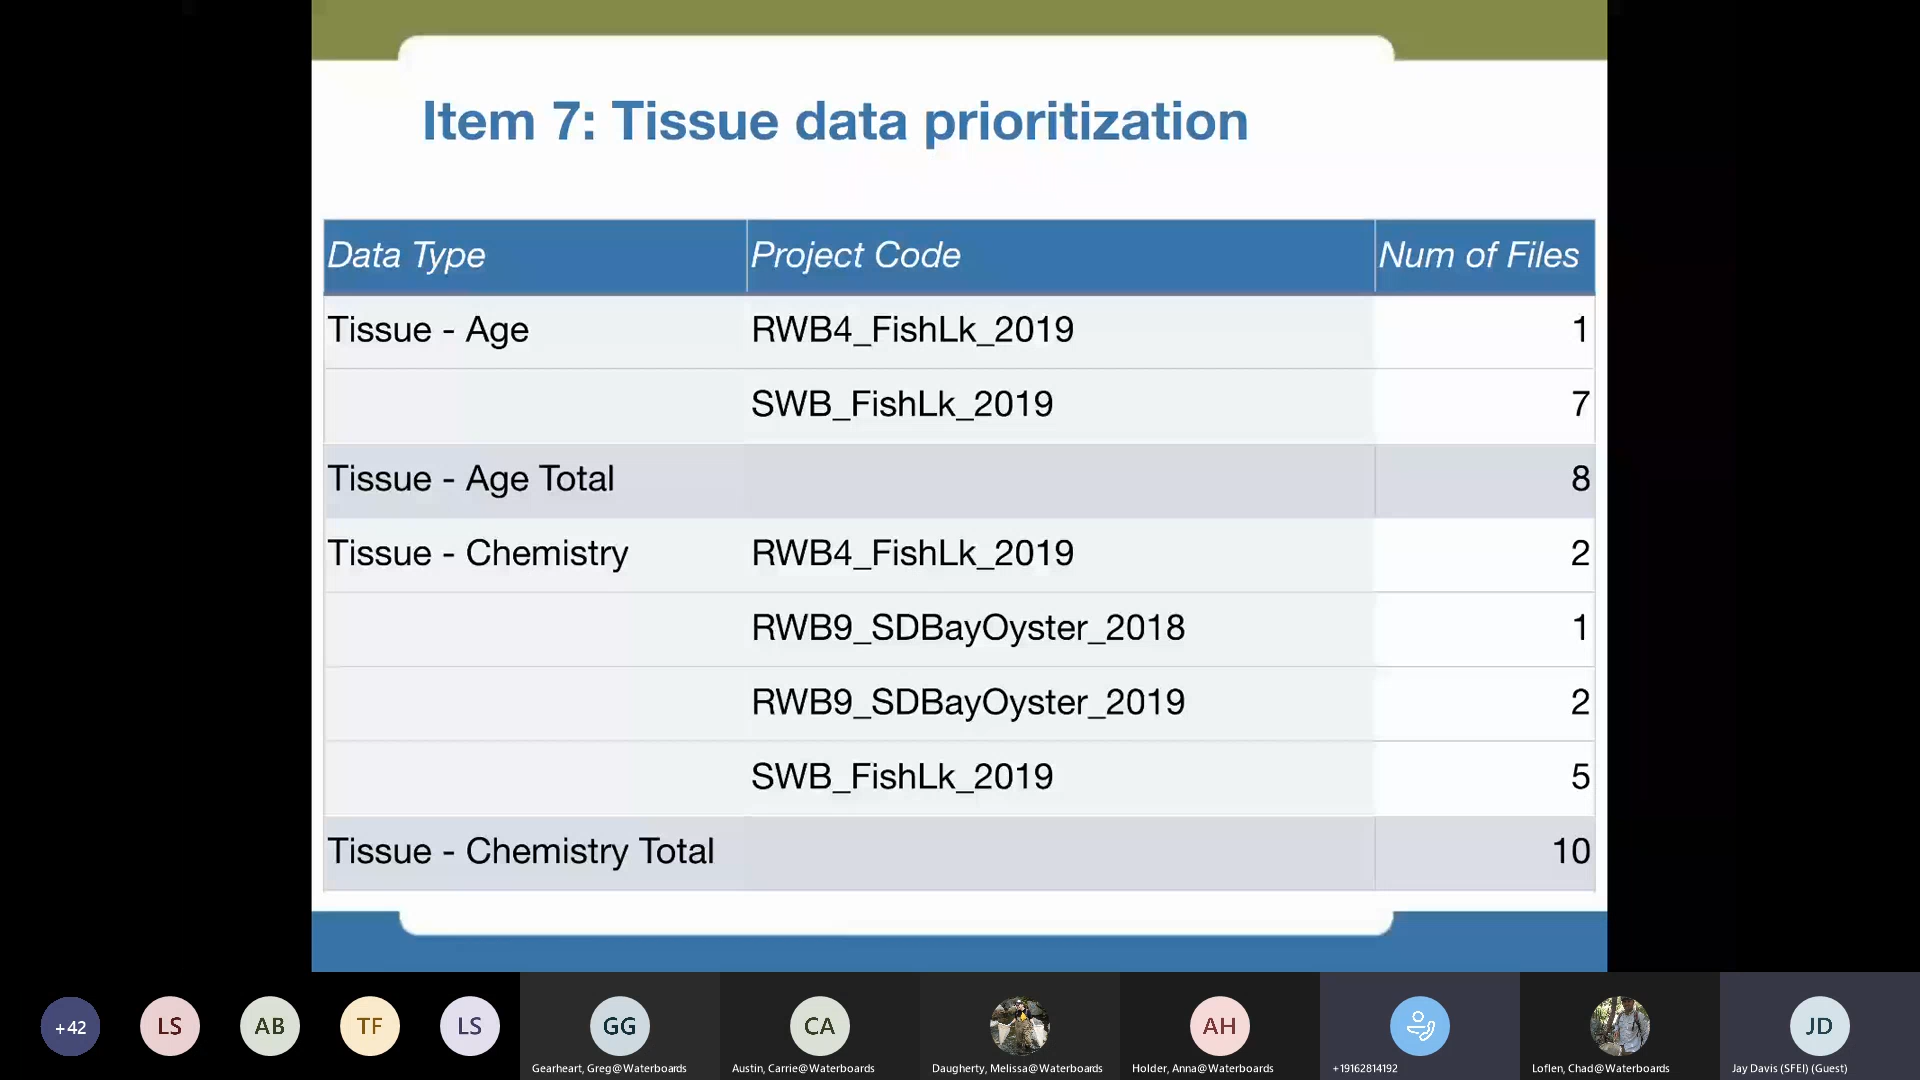 Item 7: Tissue data prioritization
Data Type Project Code Num of Files
Tissue - Age RWB4_FishLk_2019 1
SWB_FishLk_2019 7
Tissue - Age Total 8
Tissue - Chemistry RWB4_FishLk_2019 2
RWB9_SDBayOyster_2018 1
RWB9_SDBayOyster_2019 2
SWB_FishLk_2019 5
Tissue - Chemistry Total 10
+42 LS AB TF LS GG CA AH JD
Gearheart, Greg@Waterboards Austin, Carrie@Waterboards Daugherty, Melissa@Waterboards Holder, Anna@Waterboards +19162814192 Loflen, Chad@Waterboards Jay Davis (SFEI) (Guest)